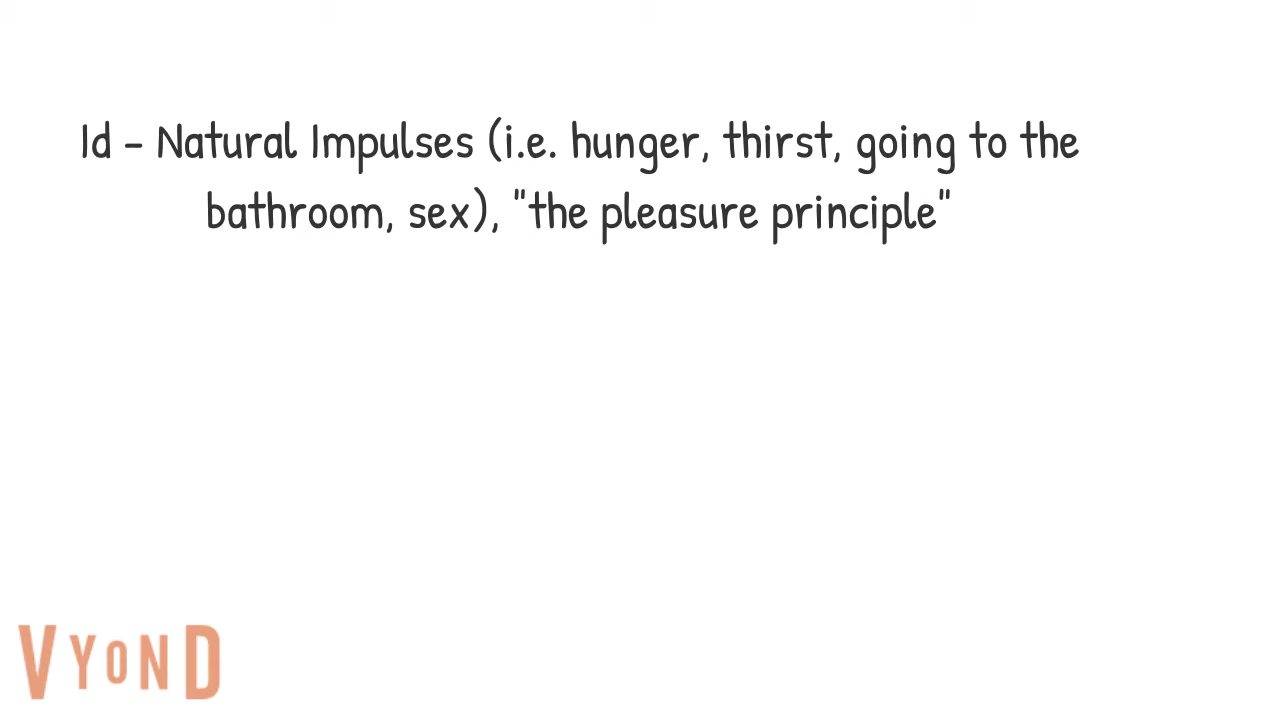 Id - Natural Impulses (i.e. hunger, thirst, going to the
bathroom, sex), "the pleasure principle"
VYOND